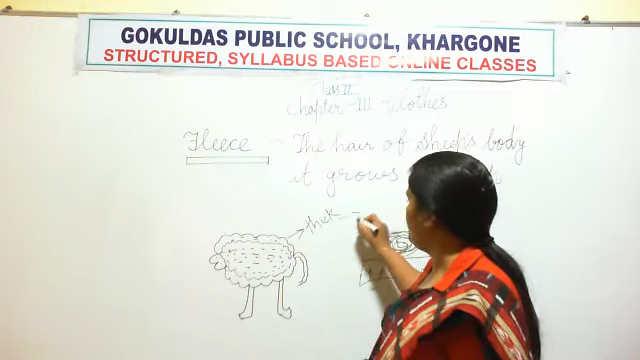 GOKULDAS PUBLIC SCHOOL, KHARGONE
STRUCTURED, SYLLABUS BASED ONLINE CLASSES
Class II
Chapter - III Clothes
Fleece - The hair of Sheep's body
it grows
thick -